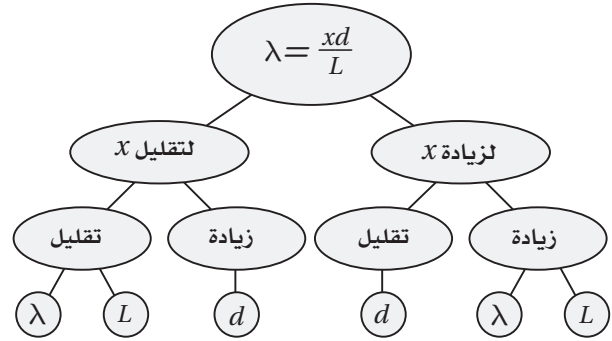 λ = xd/L
لزيادة x
لتقليل x
زيادة
تقليل
زيادة
تقليل
L
λ
d
d
L
λ